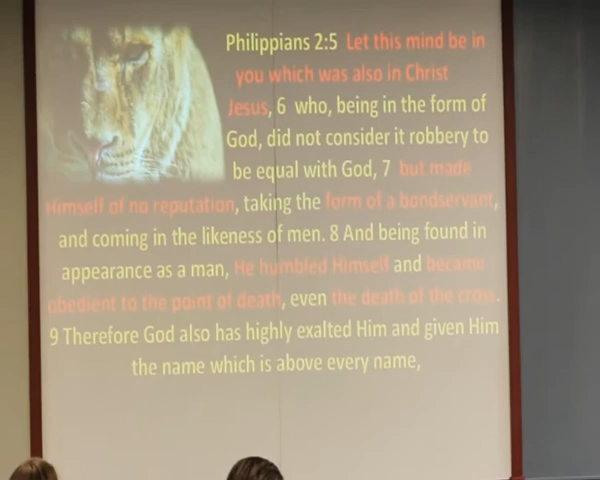 Philippians 2:5 Let this mind be in
you which was also in Christ
Jesus, 6 who, being in the form of
God, did not consider it robbery to
be equal with God, 7 but made
Himself of no reputation, taking the form of a bondservant,
and coming in the likeness of men. 8 And being found in
appearance as a man, He humbled Himself and became
obedient to the point of death, even the death of the cross.
9 Therefore God also has highly exalted Him and given Him
the name which is above every name,